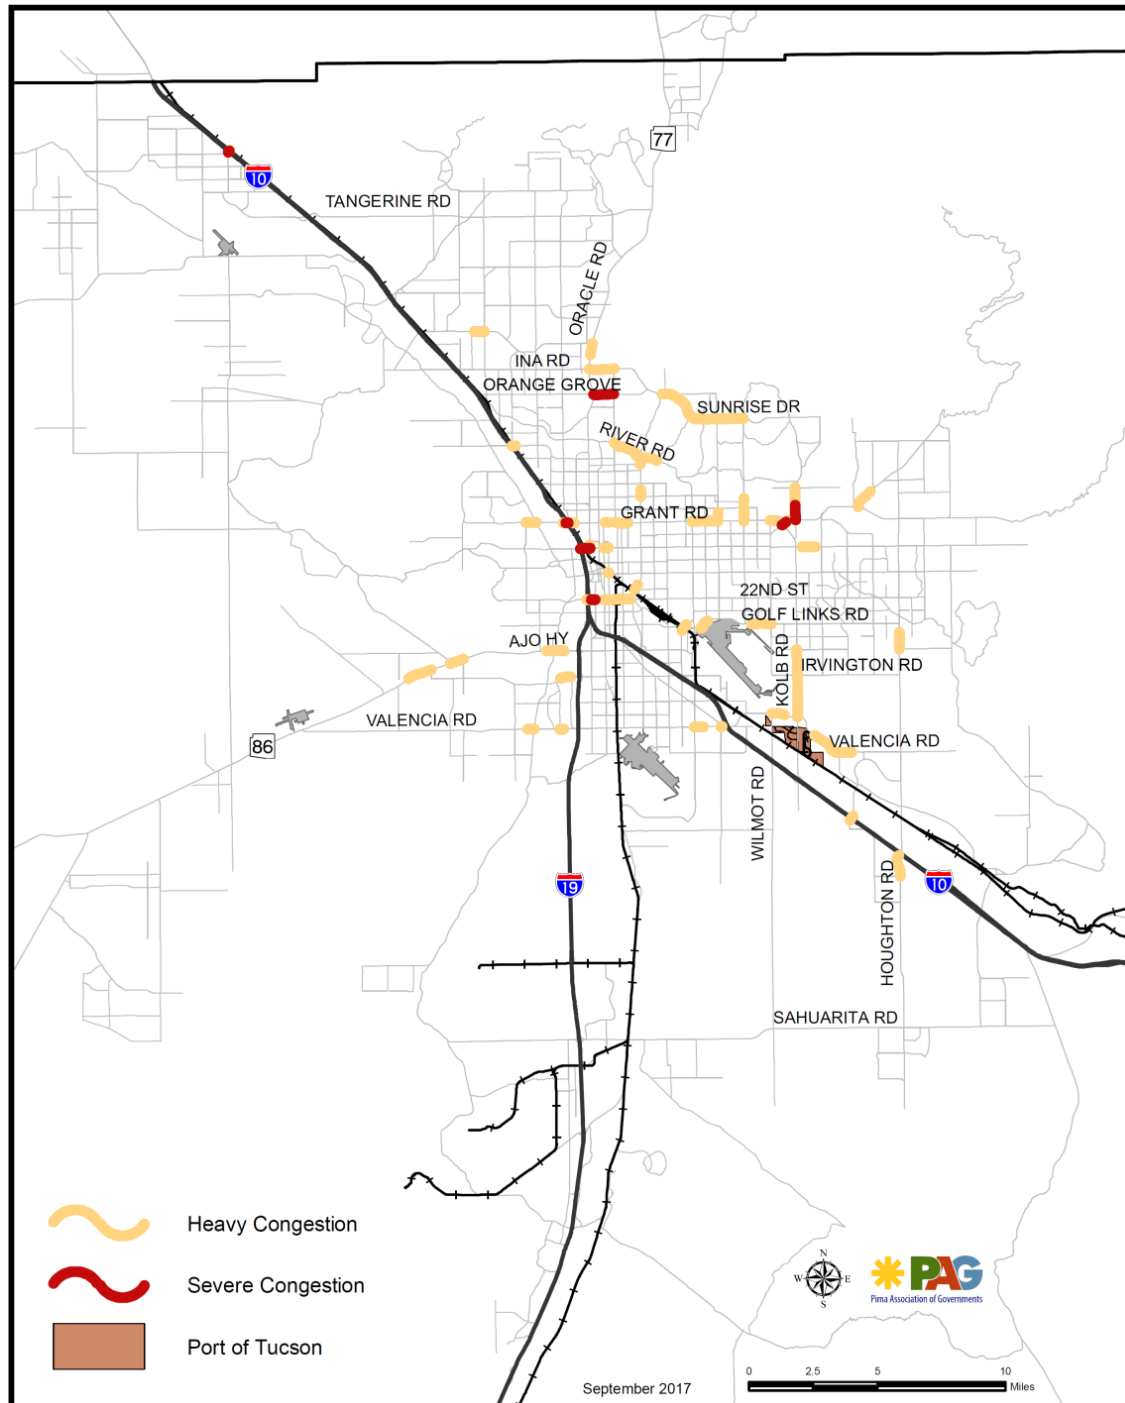 77
10
TANGERINE RD
ORACLE RD
INA RD
ORANGE GROVE
SUNRISE DR
RIVER RD
GRANT RD
22ND ST
GOLF LINKS RD
AJO HY
KOLB RD
IRVINGTON RD
VALENCIA RD
86
VALENCIA RD
WILMOT RD
19
10
HOUGHTON RD
SAHUARITA RD
Heavy Congestion
Severe Congestion
Port of Tucson
N
W E
S
PAG
Pima Association of Governments
0 2.5 5 10
Miles
September 2017